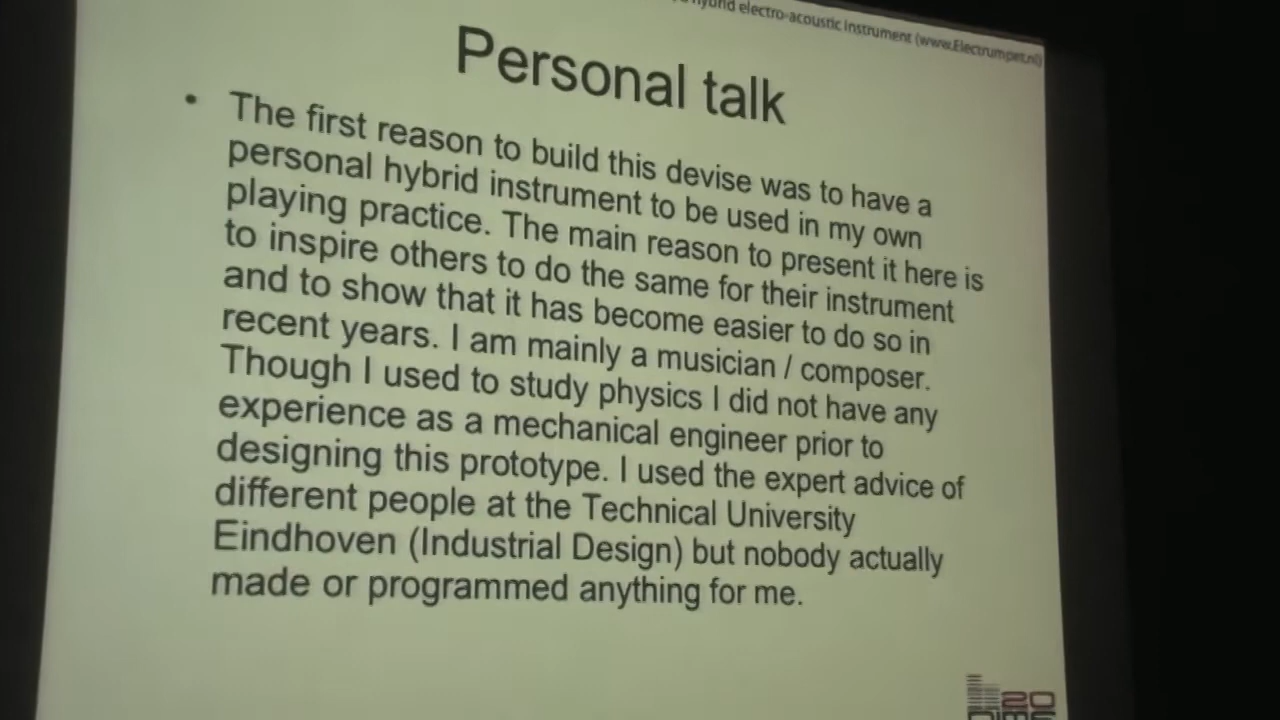 hybrid electro-acoustic instrument (www.Electrumpet.nl)
Personal talk
• The first reason to build this devise was to have a
personal hybrid instrument to be used in my own
playing practice. The main reason to present it here is
to inspire others to do the same for their instrument
and to show that it has become easier to do so in
recent years. I am mainly a musician / composer.
Though I used to study physics I did not have any
experience as a mechanical engineer prior to
designing this prototype. I used the expert advice of
different people at the Technical University
Eindhoven (Industrial Design) but nobody actually
made or programmed anything for me.
20